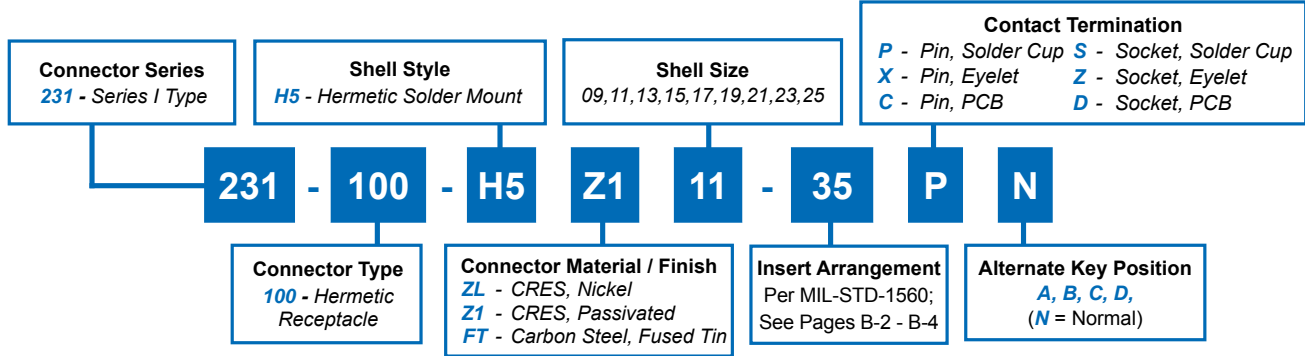 Connector Series
231 - Series I Type
Shell Style
H5 - Hermetic Solder Mount
Shell Size
09,11,13,15,17,19,21,23,25
Contact Termination
P - Pin, Solder Cup S - Socket, Solder Cup
X - Pin, Eyelet Z - Socket, Eyelet
C - Pin, PCB D - Socket, PCB
231 - 100 - H5 Z1 11 - 35 P N
Connector Type
100 - Hermetic
Receptacle
Connector Material / Finish
ZL - CRES, Nickel
Z1 - CRES, Passivated
FT - Carbon Steel, Fused Tin
Insert Arrangement
Per MIL-STD-1560;
See Pages B-2 - B-4
Alternate Key Position
A, B, C, D,
(N = Normal)